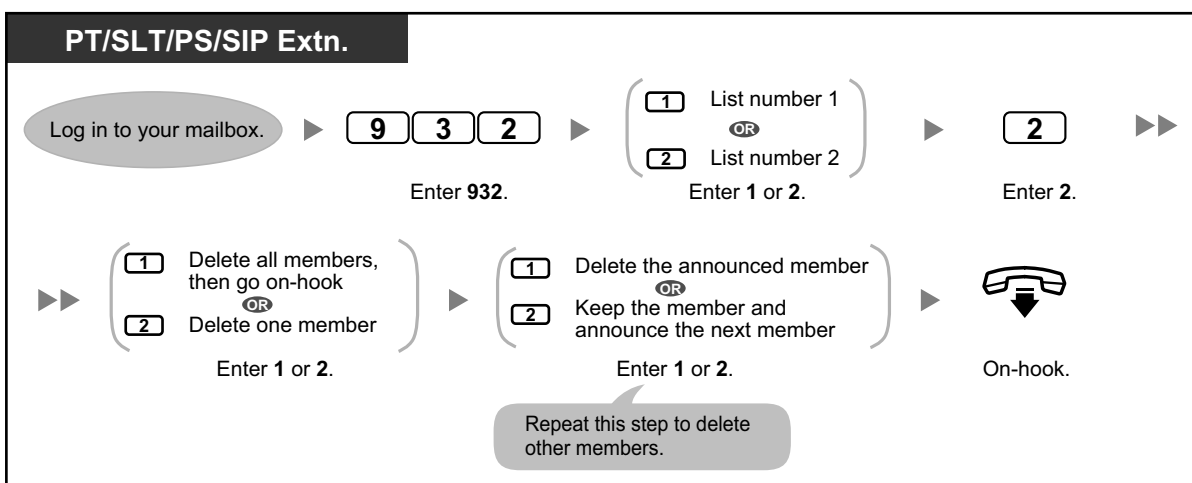 PT/SLT/PS/SIP Extn.
Log in to your mailbox.
9 3 2
Enter 932.
1 List number 1
OR
2 List number 2
Enter 1 or 2.
2
Enter 2.
1 Delete all members,
then go on-hook
OR
2 Delete one member
Enter 1 or 2.
1 Delete the announced member
OR
2 Keep the member and
announce the next member
Enter 1 or 2.
Repeat this step to delete
other members.
On-hook.